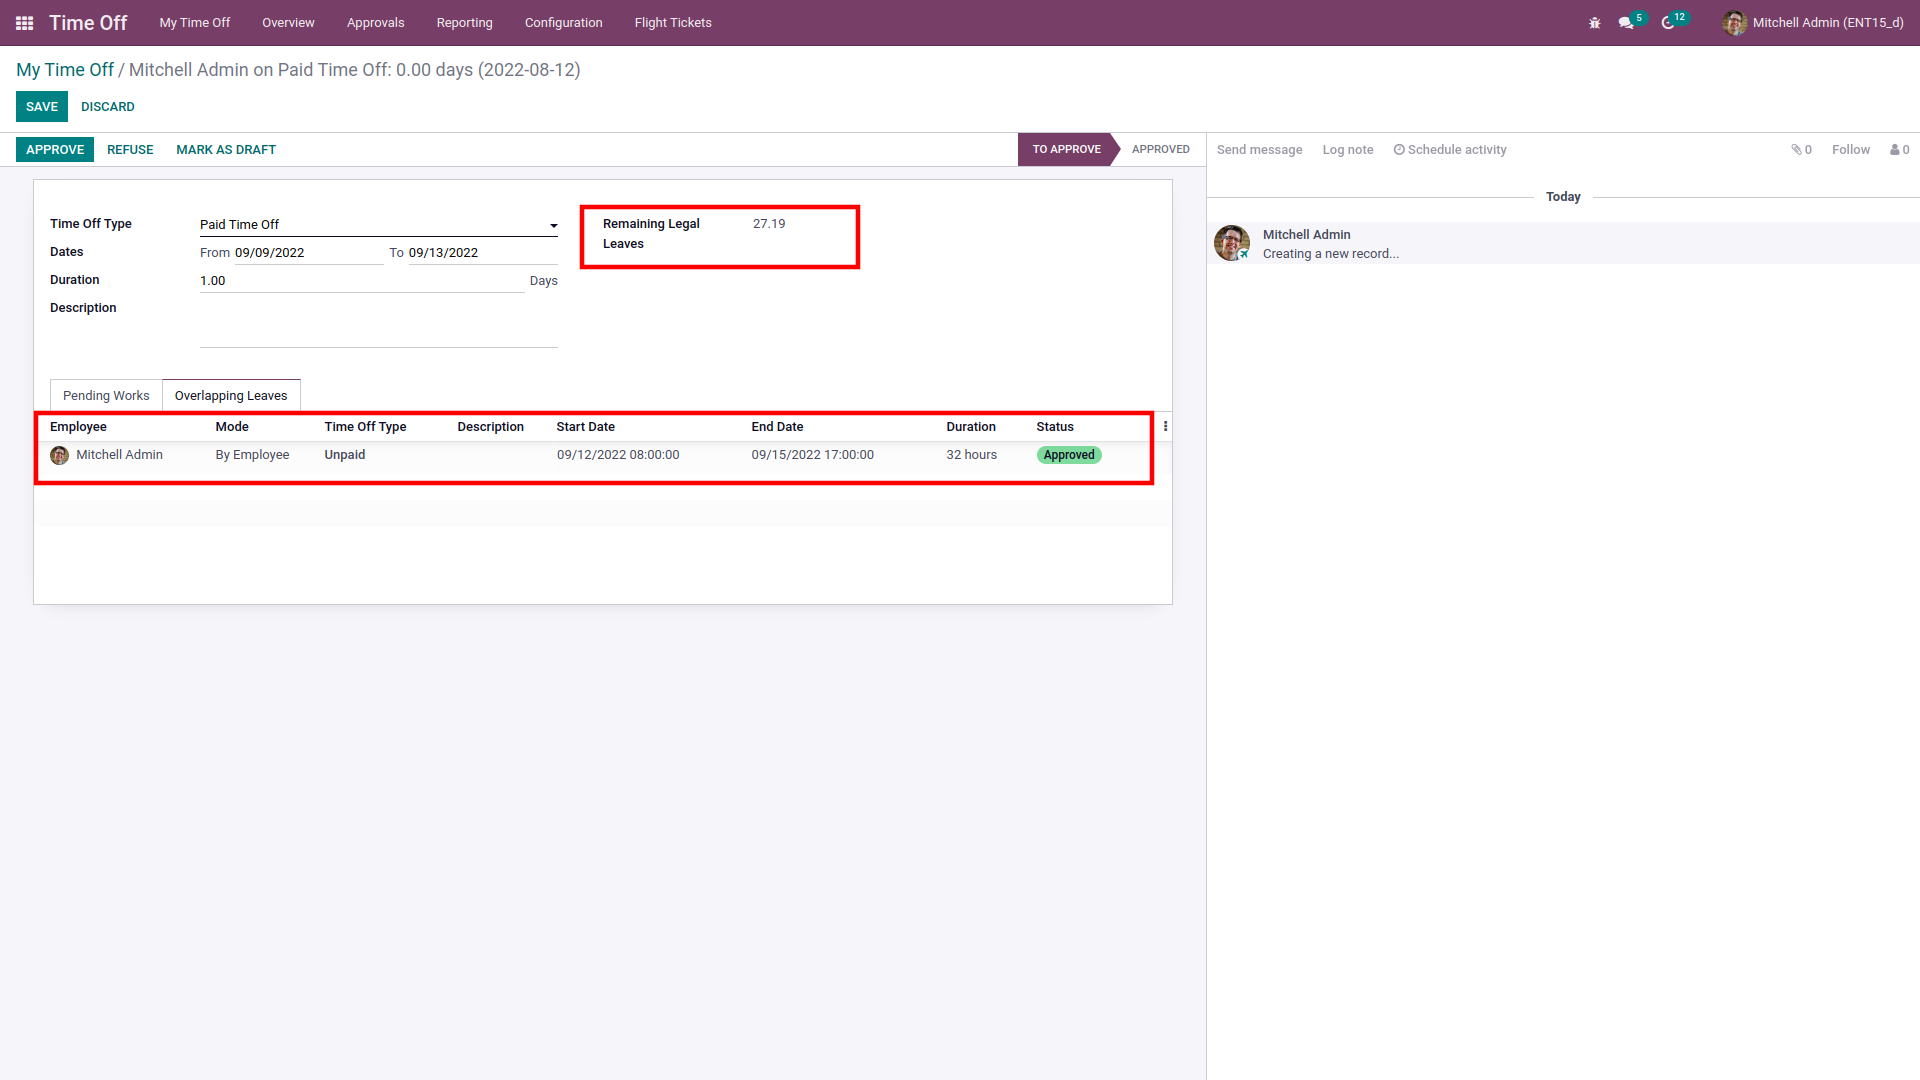 Time Off My Time Off Overview Approvals Reporting Configuration Flight Tickets 5 12 Mitchell Admin (ENT15_d)
My Time Off / Mitchell Admin on Paid Time Off: 0.00 days (2022-08-12)
SAVE DISCARD
APPROVE REFUSE MARK AS DRAFT TO APPROVE APPROVED Send message Log note Schedule activity 0 Follow 0
Today
Time Off Type Paid Time Off
Dates From 09/09/2022 To 09/13/2022
Duration 1.00 Days
Description
Remaining Legal 27.19
Leaves
Mitchell Admin
Creating a new record...
Pending Works Overlapping Leaves
Employee Mode Time Off Type Description Start Date End Date Duration Status
Mitchell Admin By Employee Unpaid 09/12/2022 08:00:00 09/15/2022 17:00:00 32 hours Approved